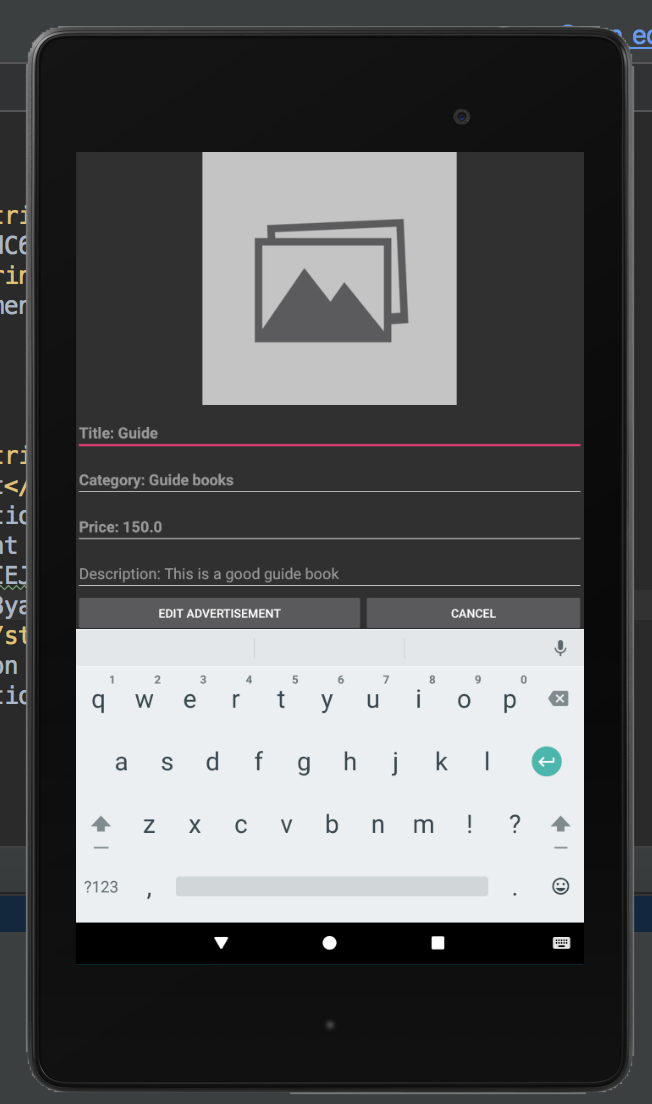 Title: Guide
Category: Guide books
Price: 150.0
Description: This is a good guide book
EDIT ADVERTISEMENT CANCEL
1 2 3 4 5 6 7 8 9 0
q w e r t y u i o p
a s d f g h j k l
z x c v b n m ! ?
?123 , .